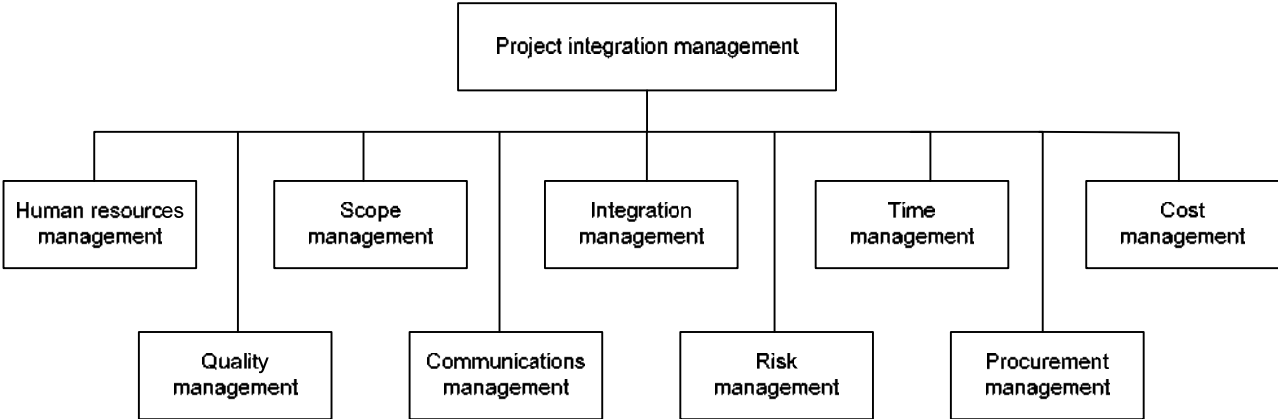 Project integration management
Human resources
management
Scope
management
Integration
management
Time
management
Cost
management
Quality
management
Communications
management
Risk
management
Procurement
management